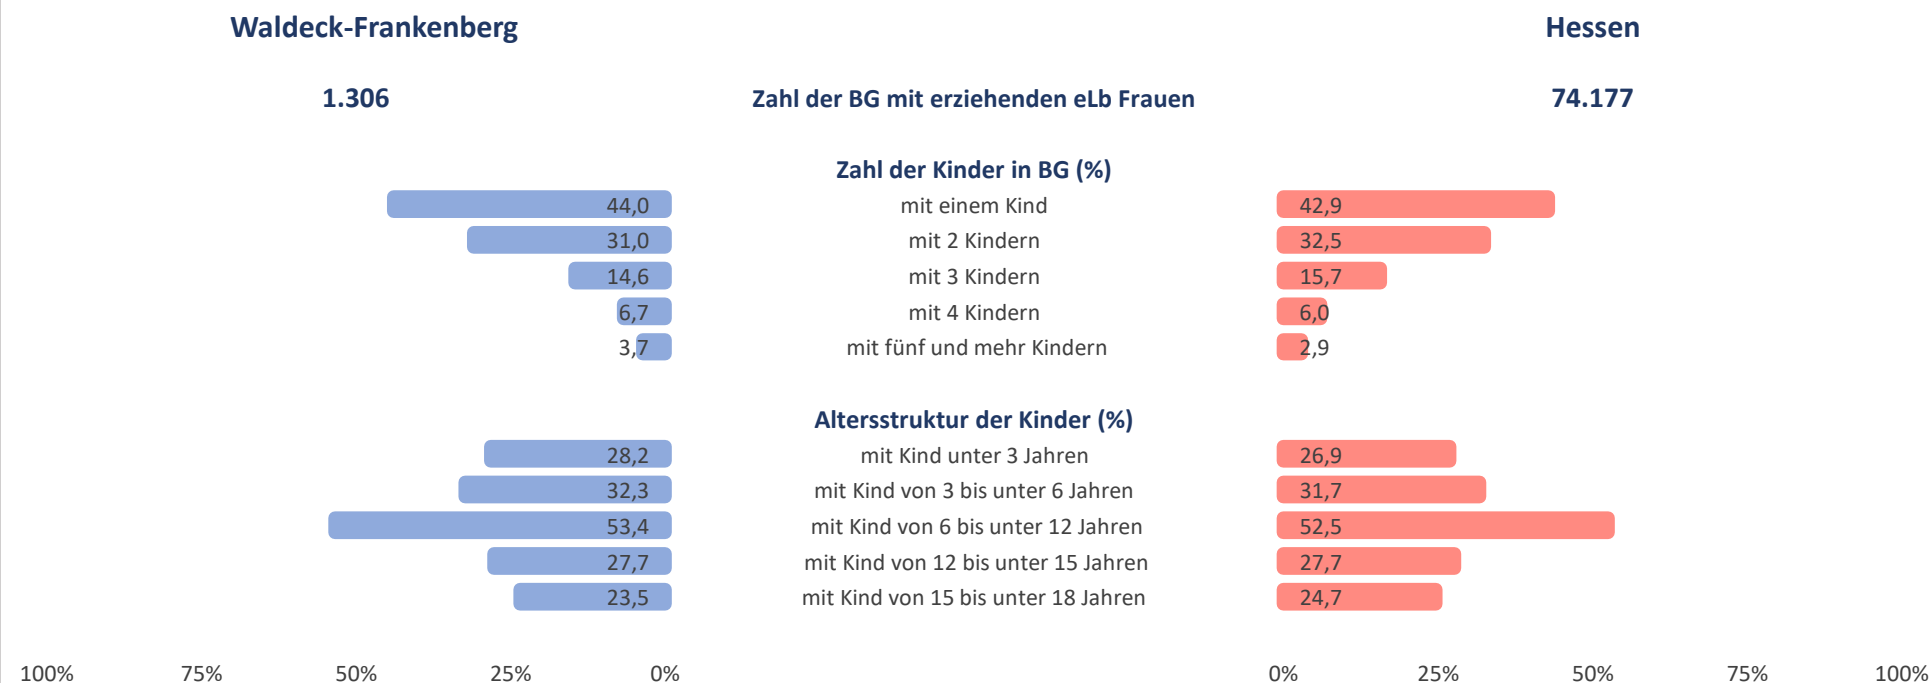 Waldeck-Frankenberg Hessen
1.306 Zahl der BG mit erziehenden eLb Frauen 74.177
Zahl der Kinder in BG (%)
44,0 mit einem Kind 42,9
31,0 mit 2 Kindern 32,5
14,6 mit 3 Kindern 15,7
6,7 mit 4 Kindern 6,0
3,7 mit fünf und mehr Kindern 2,9
Altersstruktur der Kinder (%)
28,2 mit Kind unter 3 Jahren 26,9
32,3 mit Kind von 3 bis unter 6 Jahren 31,7
53,4 mit Kind von 6 bis unter 12 Jahren 52,5
27,7 mit Kind von 12 bis unter 15 Jahren 27,7
23,5 mit Kind von 15 bis unter 18 Jahren 24,7
100% 75% 50% 25% 0% 0% 25% 50% 75% 100%